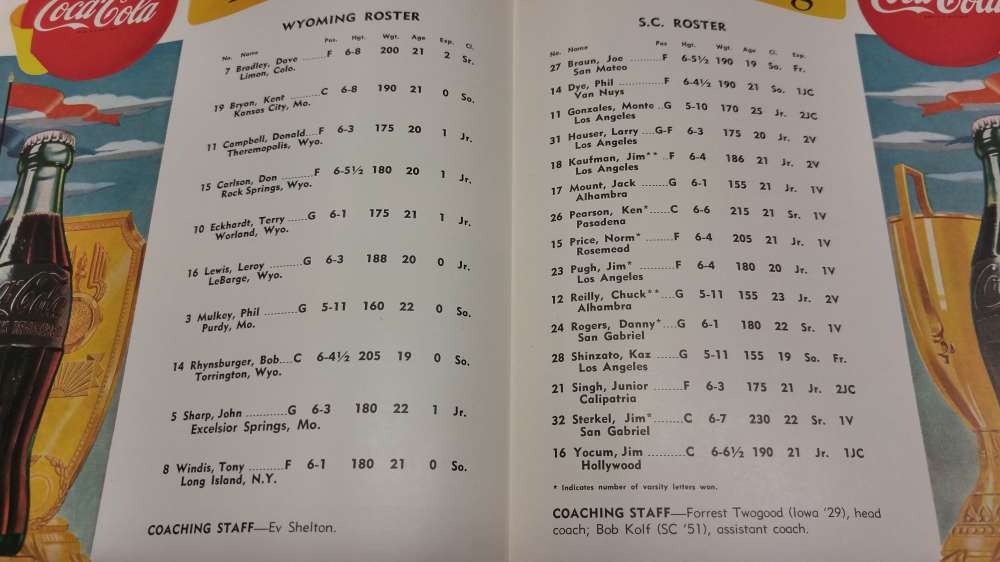 Coca-Cola
WYOMING ROSTER
No. Name Pos. Hgt. Wgt. Age Exp. Cl.
7 Bradley, Dave ........F 6-8 200 21 2 Sr.
Limon, Colo.
19 Bryan, Kent ..........C 6-8 190 21 0 So.
Kansas City, Mo.
11 Campbell, Donald....F 6-3 175 20 1 Jr.
Theremopolis, Wyo.
15 Carlson, Don .........F 6-5½ 180 20 1 Jr.
Rock Springs, Wyo.
10 Eckhardt, Terry ......G 6-1 175 21 1 Jr.
Worland, Wyo.
16 Lewis, Leroy ..........G 6-3 188 20 0 Jr.
LeBarge, Wyo.
3 Mulkey, Phil ...........G 5-11 160 22 0 So.
Purdy, Mo.
14 Rhynsburger, Bob....C 6-4½ 205 19 0 So.
Torrington, Wyo.
5 Sharp, John ............G 6-3 180 22 1 Jr.
Excelsior Springs, Mo.
8 Windis, Tony ..........F 6-1 180 21 0 So.
Long Island, N.Y.
COACHING STAFF—Ev Shelton.
Coca-Cola
S.C. ROSTER
No. Name Pos Hgt. Wgt. Age Cl. Exp.
27 Braun, Joe ...........F 6-5½ 190 19 So. Fr.
San Mateo
14 Dye, Phil ..............F 6-4½ 190 21 So. 1JC
Van Nuys
11 Gonzales, Monte ..G 5-10 170 25 Jr. 2JC
Los Angeles
31 Hauser, Larry ....G-F 6-3 175 20 Jr. 2V
Los Angeles
18 Kaufman, Jim** ..F 6-4 186 21 Jr. 2V
Los Angeles
17 Mount, Jack ........G 6-1 155 21 Jr. 1V
Alhambra
26 Pearson, Ken*......C 6-6 215 21 Sr. 1V
Pasadena
15 Price, Norm* ........F 6-4 205 21 Jr. 1V
Rosemead
23 Pugh, Jim* ..........F 6-4 180 20 Jr. 1V
Los Angeles
12 Reilly, Chuck** ....G 5-11 155 23 Jr. 2V
Alhambra
24 Rogers, Danny*....G 6-1 180 22 Sr. 1V
San Gabriel
28 Shinzato, Kaz ......G 5-11 155 19 So. Fr.
Los Angeles
21 Singh, Junior ........F 6-3 175 21 Jr. 2JC
Calipatria
32 Sterkel, Jim* ........C 6-7 230 22 Sr. 1V
San Gabriel
16 Yocum, Jim ..........C 6-6½ 190 21 Jr. 1JC
Hollywood
* Indicates number of varsity letters won.
COACHING STAFF—Forrest Twogood (Iowa '29), head
coach; Bob Kolf (SC '51), assistant coach.